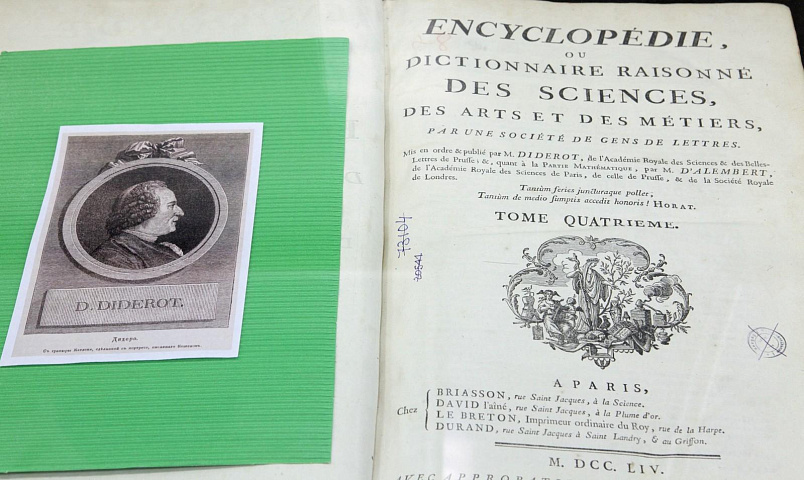 D. DIDEROT.
Дидеро.
ENCYCLOPÉDIE,
OU
DICTIONNAIRE RAISONNÉ
DES SCIENCES,
DES ARTS ET DES MÉTIERS,
PAR UNE SOCIÉTÉ DE GENS DE LETTRES.
Mis en ordre & publié par M. DIDEROT, de l'Académie Royale des Sciences & des Belles-
Lettres de Prusse; &, quant à la PARTIE MATHÉMATIQUE, par M. D'ALEMBERT,
de l'Académie Royale des Sciences de Paris, de celle de Prusse, & de la Société Royale
de Londres.
Tantùm series juncturaque pollet,
Tantùm de medio sumptis accedit honoris! HORAT.
TOME QUATRIEME.
73104
A PARIS,
Chez
BRIASSON, rue Saint Jacques, à la Science.
DAVID l'aîné, rue Saint Jacques, à la Plume d'or.
LE BRETON, Imprimeur ordinaire du Roy, rue de la Harpe.
DURAND, rue Saint Jacques à Saint Landry, & au Griffon.
M. DCC. LIV.